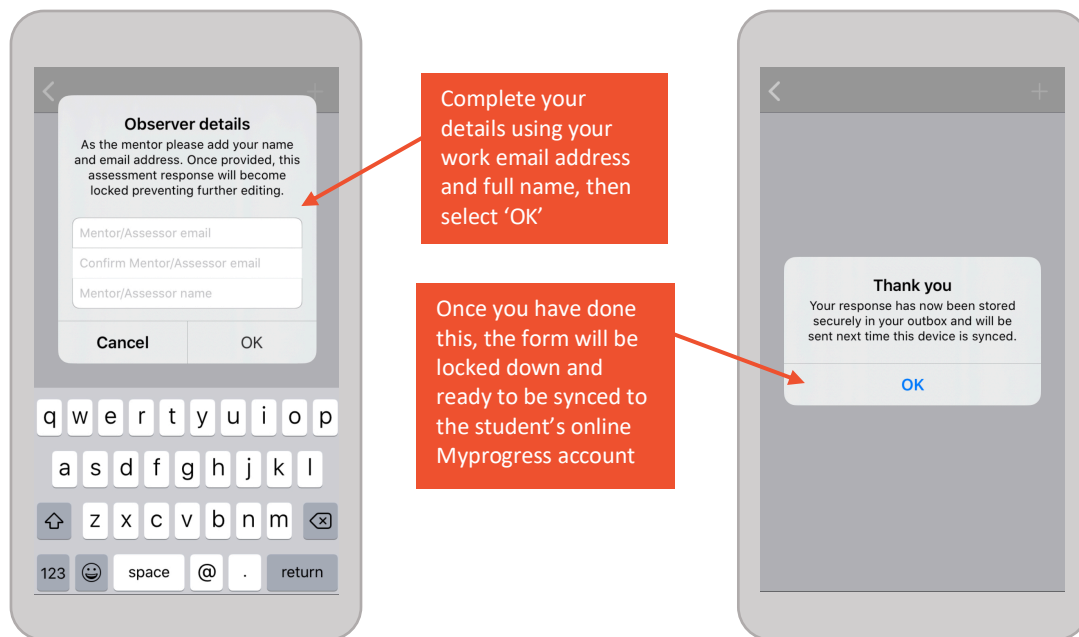 Observer details
As the mentor please add your name
and email address. Once provided, this
assessment response will become
locked preventing further editing.
Mentor/Assessor email
Confirm Mentor/Assessor email
Mentor/Assessor name
Cancel OK
q w e r t y u i o p
a s d f g h j k l
z x c v b n m
123 space @ . return
Complete your
details using your
work email address
and full name, then
select ‘OK’
Once you have done
this, the form will be
locked down and
ready to be synced to
the student’s online
Myprogress account
Thank you
Your response has now been stored
securely in your outbox and will be
sent next time this device is synced.
OK